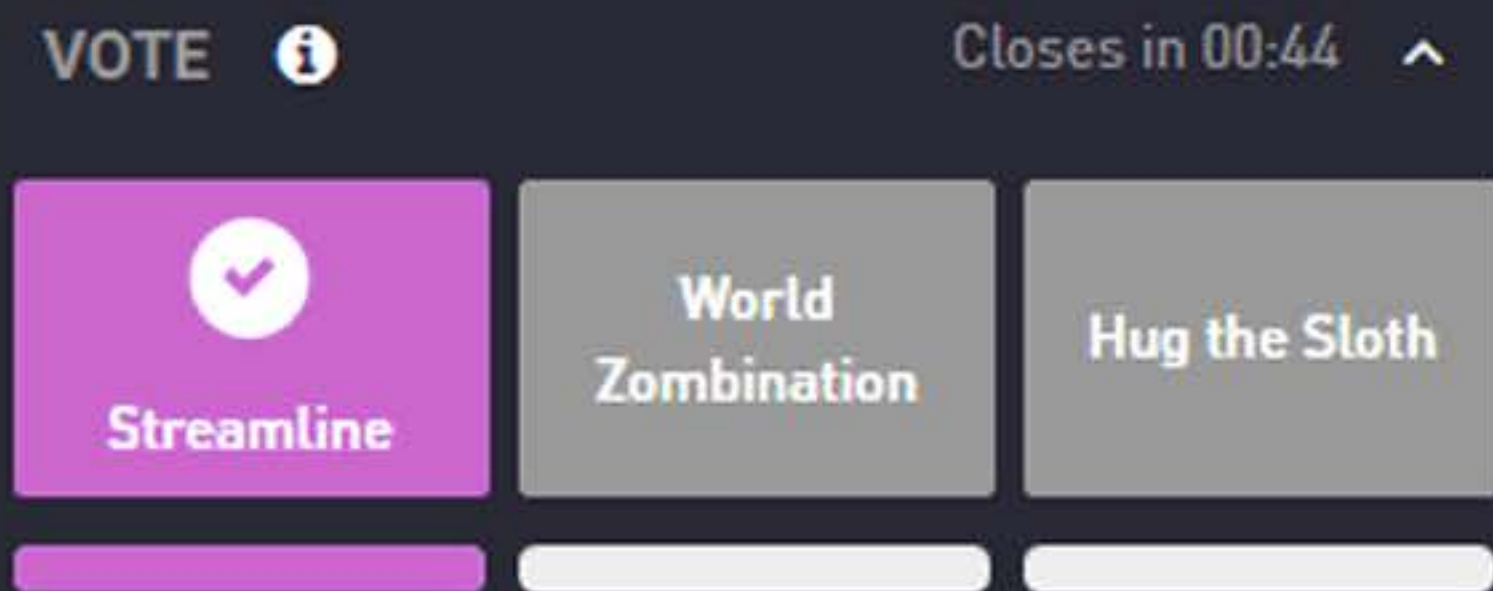 VOTE
Closes in 00:44
Streamline
World
Zombination
Hug the Sloth